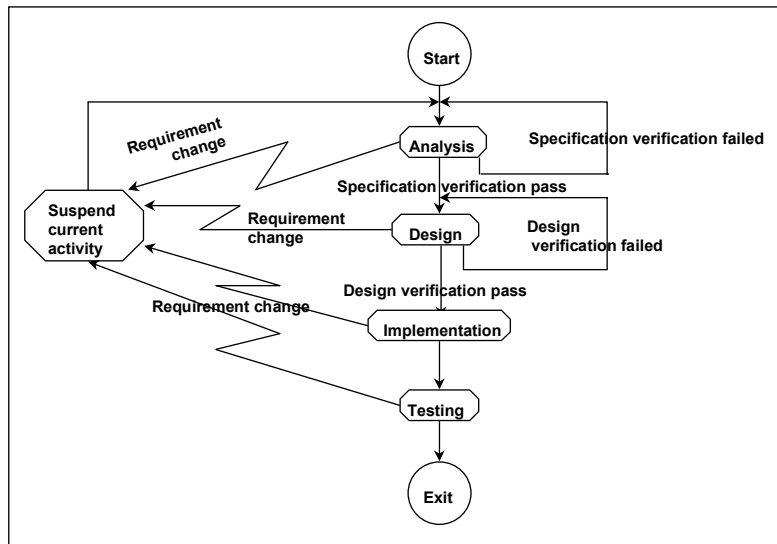 Start
Requirement
change
Analysis
Specification verification failed
Specification verification pass
Suspend
current
activity
Requirement
change
Design
Design
verification failed
Design verification pass
Requirement change
Implementation
Testing
Exit